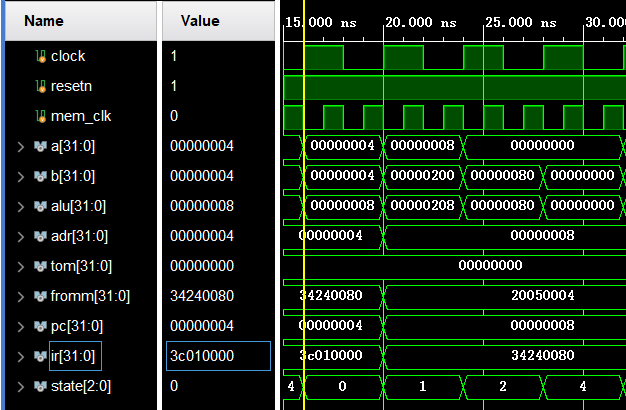 Name Value 15.000 ns 20.000 ns 25.000 ns 30.000
clock 1
resetn 1
mem_clk 0
a[31:0] 00000004 00000004 00000008 00000000
b[31:0] 00000004 00000004 00000200 00000080 00000000
alu[31:0] 00000008 00000008 00000208 00000080 00000000
adr[31:0] 00000004 00000004 00000008
tom[31:0] 00000000 00000000
fromm[31:0] 34240080 34240080 20050004
pc[31:0] 00000004 00000004 00000008
ir[31:0] 3c010000 3c010000 34240080
state[2:0] 0 4 0 1 2 4